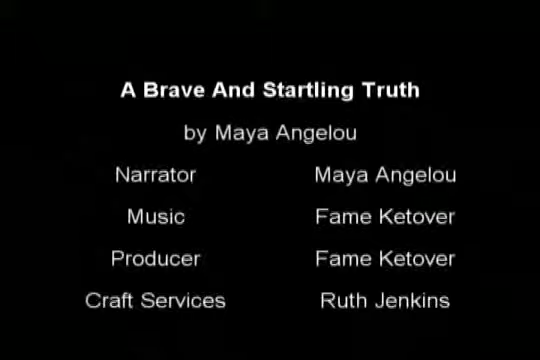 A Brave And Startling Truth
by Maya Angelou
Narrator Maya Angelou
Music Fame Ketover
Producer Fame Ketover
Craft Services Ruth Jenkins